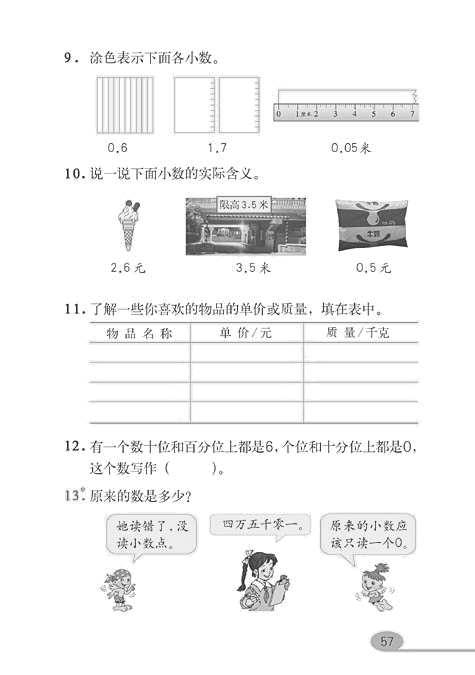 9. 涂色表示下面各小数。
0 1厘米 2 3 4 5 6 7
0.6 1.7 0.05米
10. 说一说下面小数的实际含义。
限高3.5米
牛奶
牛奶
2.6元 3.5米 0.5元
11. 了解一些你喜欢的物品的单价或质量，填在表中。
物品名称 单价/元 质量/千克
12. 有一个数十位和百分位上都是6，个位和十分位上都是0，
这个数写作（ ）。
13.* 原来的数是多少？
她读错了，没
读小数点。
四万五千零一。
原来的小数应
该只读一个0。
57